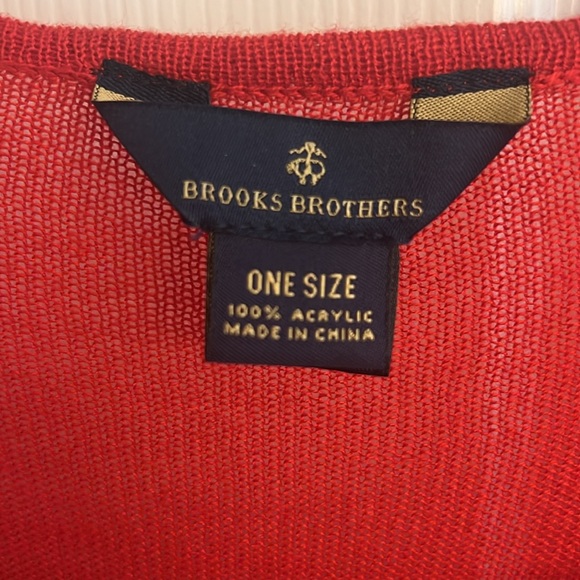 BROOKS BROTHERS
ONE SIZE
100% ACRYLIC
MADE IN CHINA